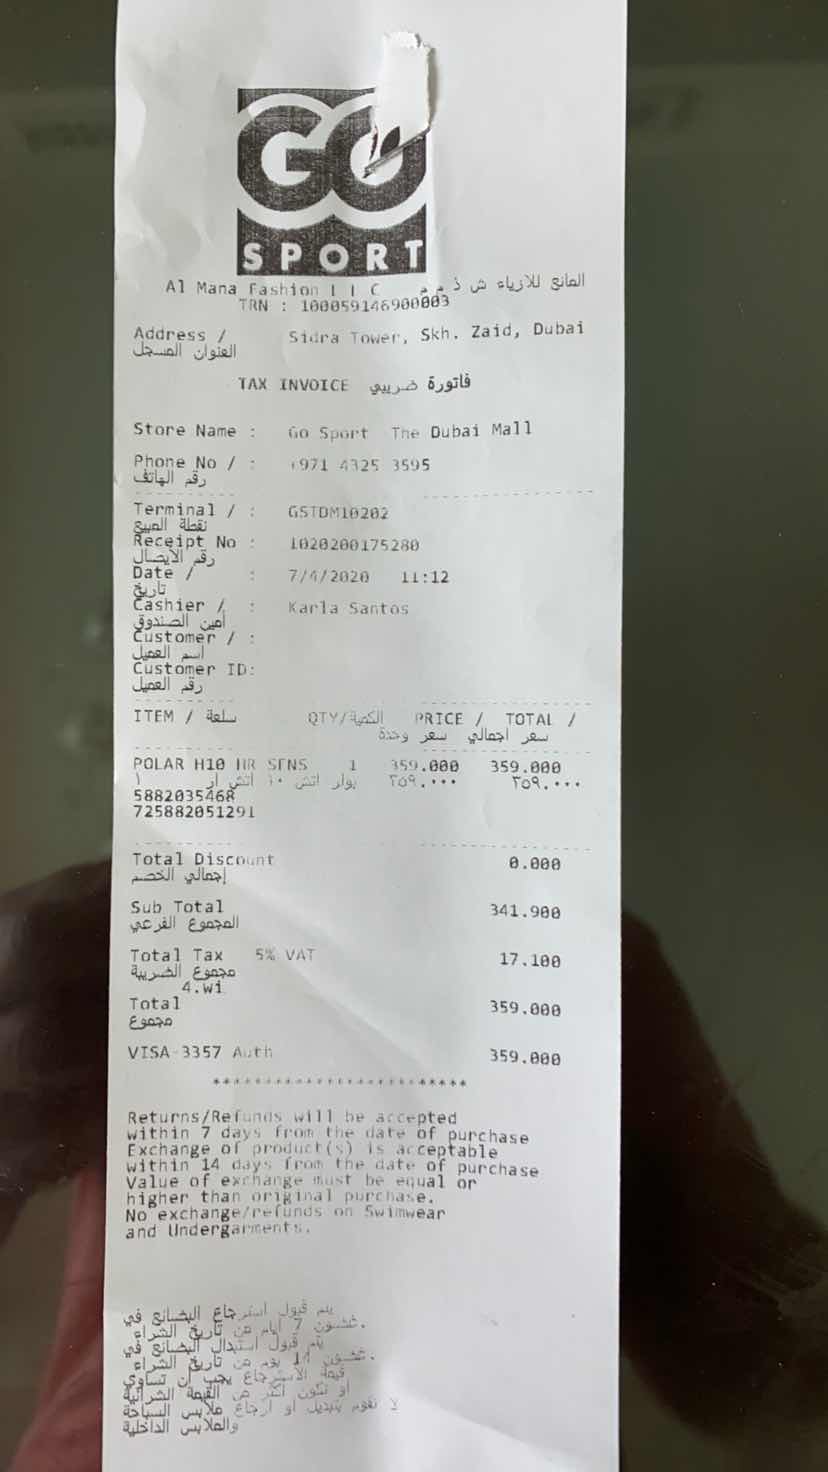 GO
SPORT
Al Mana Fashion LLC المانع للازياء ش ذ م م
TRN : 100059146900003
Address / Sidra Tower, Skh. Zaid, Dubai
العنوان المسجل
TAX INVOICE فاتورة ضريبي
Store Name : Go Sport The Dubai Mall
Phone No / : +971 4325 3595
رقم الهاتف
Terminal / : GSTDM10202
نقطة المبيع
Receipt No : 1020200175280
رقم الايصال
Date / : 7/4/2020 11:12
تاريخ
Cashier / : Karla Santos
أمين الصندوق
Customer / :
اسم العميل
Customer ID:
رقم العميل
ITEM / سلعة QTY/الكمية PRICE / TOTAL /
سعر وحدة سعر اجمالي
POLAR H10 HR SENS 1 359.000 359.000
١ بولار اتش ١٠ اتش ار ٣٥٩.٠٠٠ ٣٥٩.٠٠٠
5882035468
725882051291
Total Discount 0.000
إجمالي الخصم
Sub Total 341.900
المجموع الفرعي
Total Tax 5% VAT 17.100
مجموع الضريبة
4.wi
Total 359.000
مجموع
VISA-3357 Auth 359.000
**************************
Returns/Refunds will be accepted
within 7 days from the date of purchase
Exchange of product(s) is acceptable
within 14 days from the date of purchase
Value of exchange must be equal or
higher than original purchase.
No exchange/refunds on Swimwear
and Undergarments.
يتم قبول استرجاع البضائع في
غضون 7 أيام من تاريخ الشراء.
يتم قبول استبدال البضائع في
غضون 14 يوم من تاريخ الشراء.
قيمة الاسترجاع يجب أن تساوي
او تكون اكثر من القيمة الشرائية
لا نقوم بتبديل او ارجاع ملابس السباحة
والملابس الداخلية